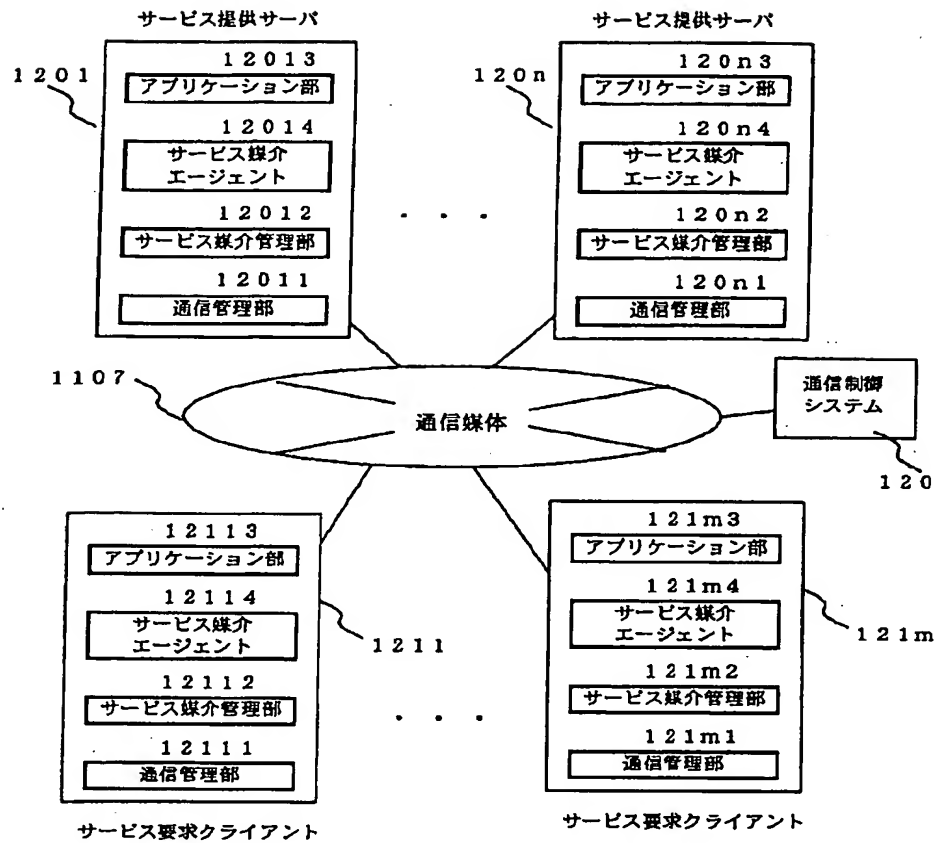 サービス提供サーバ
1201
12013
アプリケーション部
12014
サービス媒介
エージェント
12012
サービス媒介管理部
12011
通信管理部
. . .
サービス提供サーバ
120n
120n3
アプリケーション部
120n4
サービス媒介
エージェント
120n2
サービス媒介管理部
120n1
通信管理部
1107
通信媒体
通信制御
システム
120
12113
アプリケーション部
12114
サービス媒介
エージェント
12112
サービス媒介管理部
12111
通信管理部
1211
サービス要求クライアント
. . .
121m3
アプリケーション部
121m4
サービス媒介
エージェント
121m2
サービス媒介管理部
121m1
通信管理部
121m
サービス要求クライアント